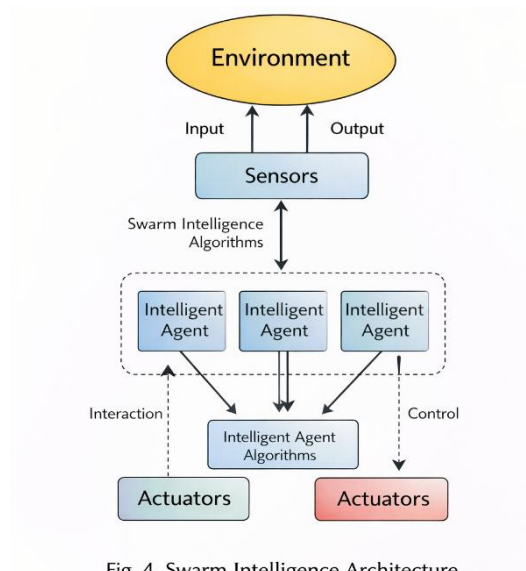 Environment
Input
Output
Sensors
Swarm Intelligence
Algorithms
Intelligent
Agent
Intelligent
Agent
Intelligent
Agent
Interaction
Control
Intelligent Agent
Algorithms
Actuators
Actuators
Fig. 4. Swarm Intelligence Architecture